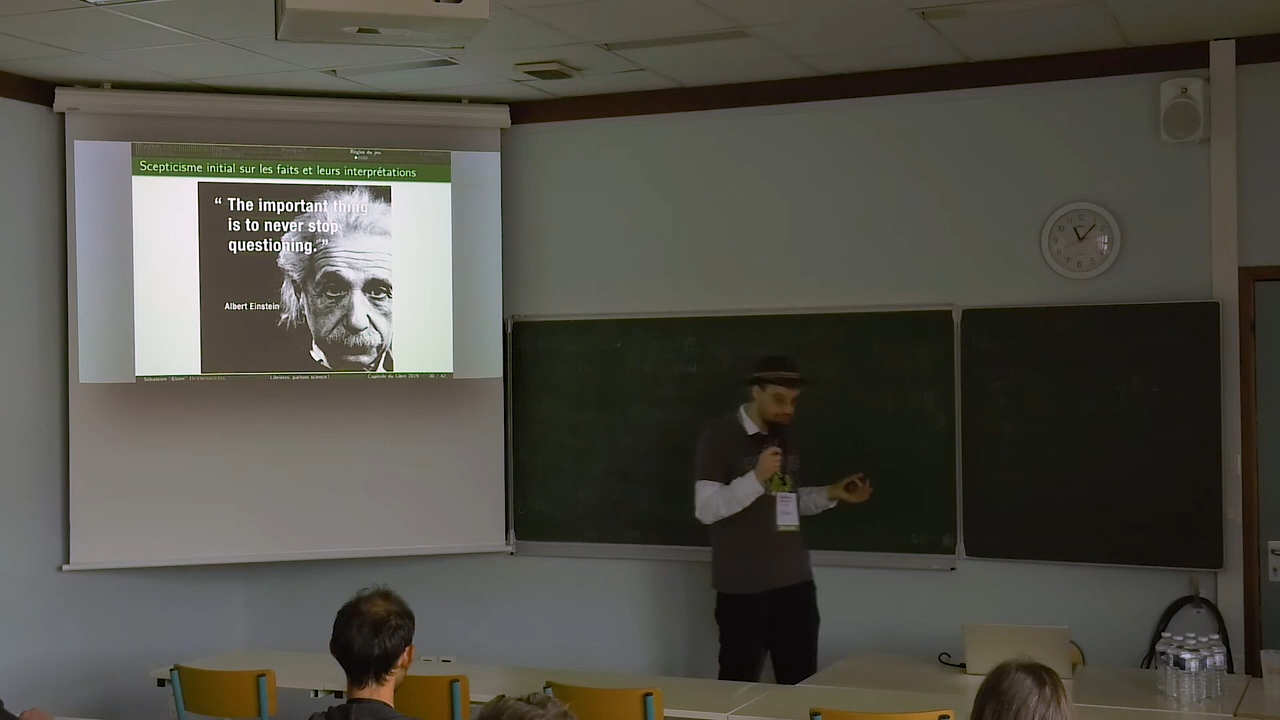 Règles du jeu
Scepticisme initial sur les faits et leurs interprétations
“ The important thing
is to never stop
questioning.”
Albert Einstein
Libristes, parlons science !
Capitole du Libre 2019